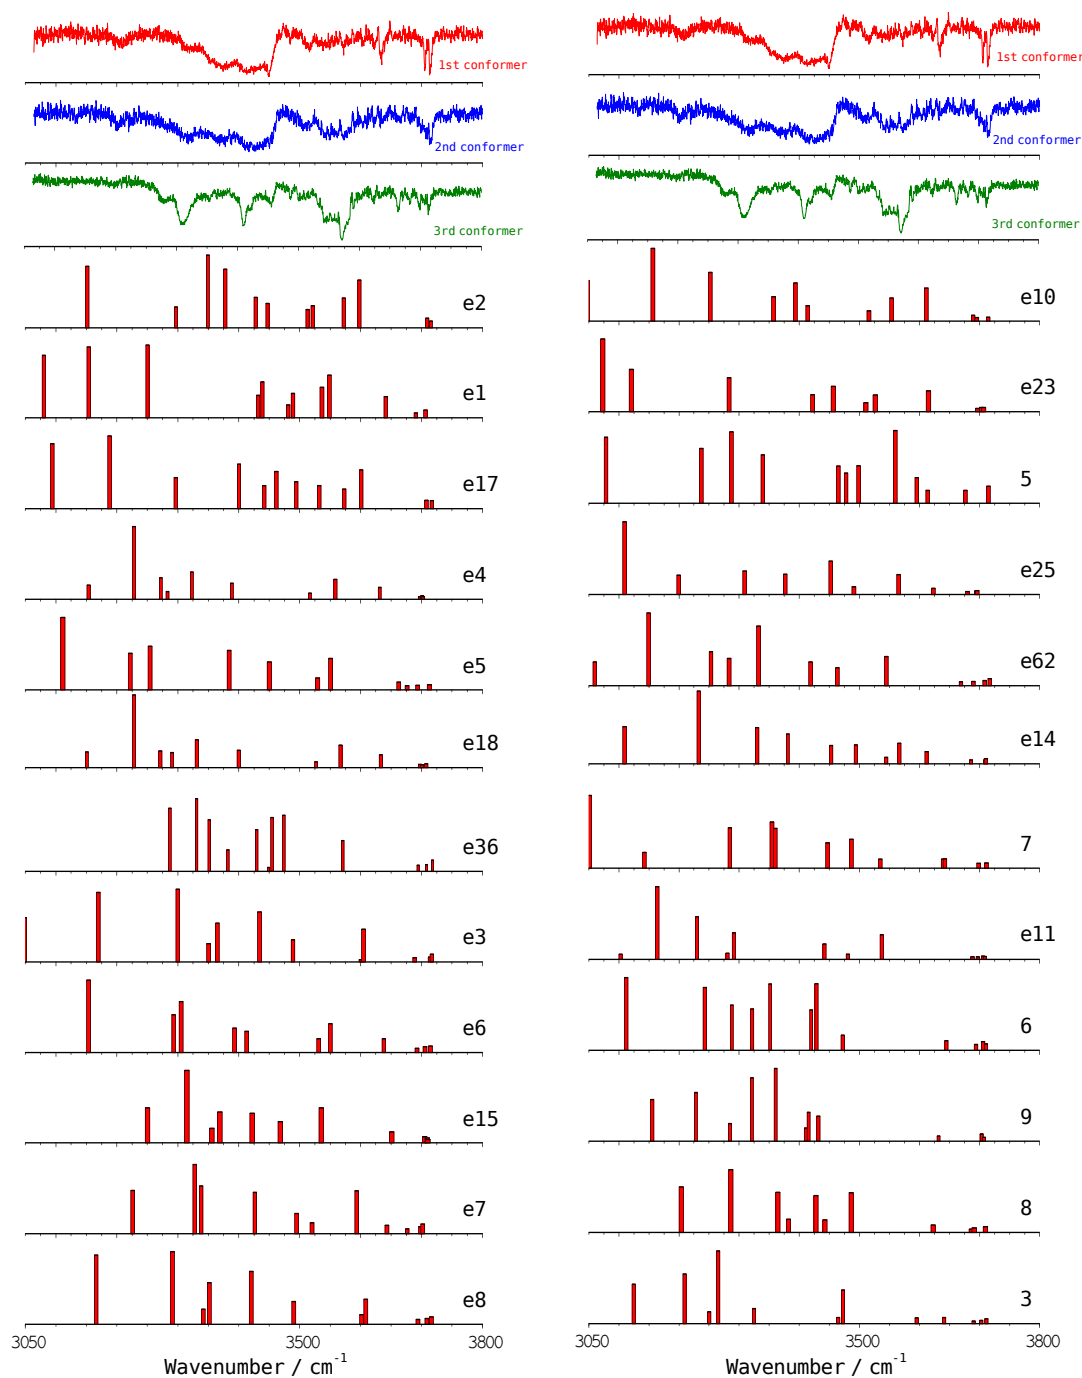 1st conformer
2nd conformer
3rd conformer
e2
e1
e17
e4
e5
e18
e36
e3
e6
e15
e7
e8
3050 3500 3800
Wavenumber / cm⁻¹
1st conformer
2nd conformer
3rd conformer
e10
e23
5
e25
e62
e14
7
e11
6
9
8
3
3050 3500 3800
Wavenumber / cm⁻¹